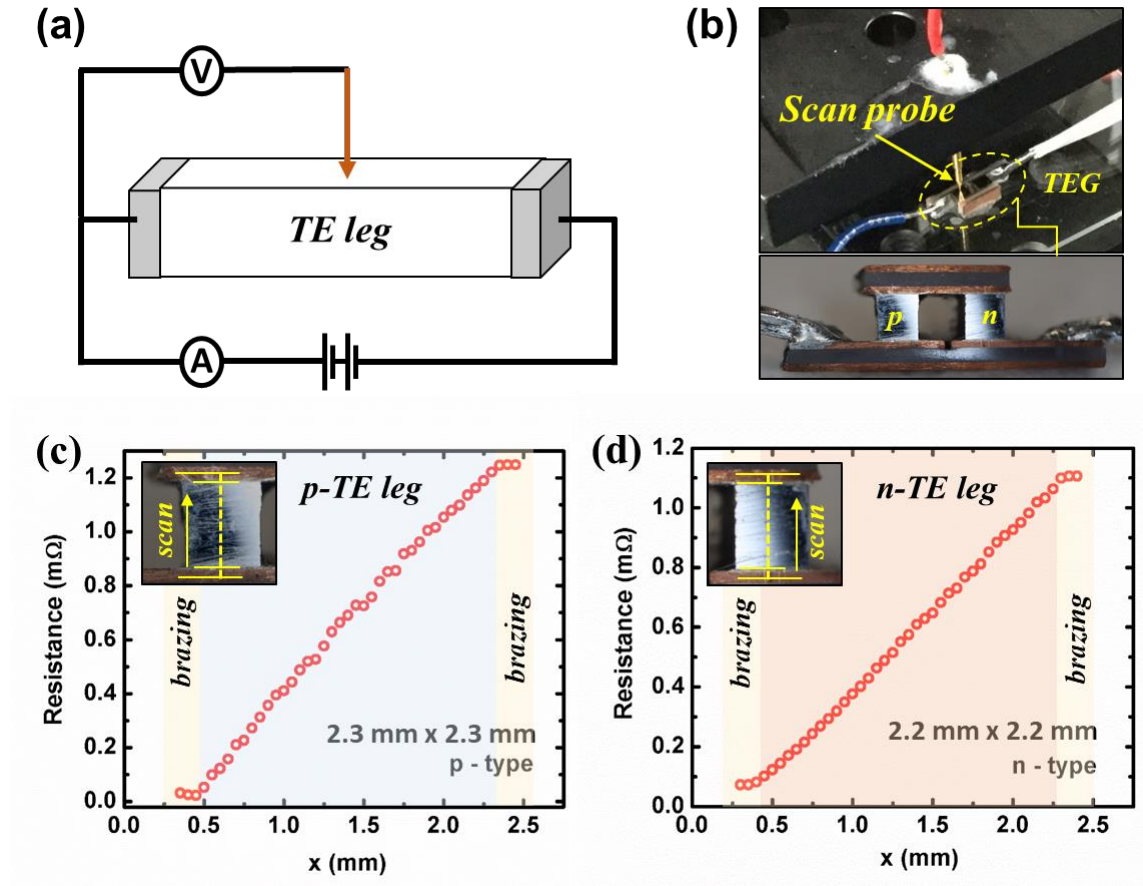 (a)
V
TE leg
A
(b)
Scan probe
TEG
p
n
(c)
Resistance (mΩ)
1.2
1.0
0.8
0.6
0.4
0.2
0.0
p-TE leg
scan
brazing
brazing
2.3 mm x 2.3 mm
p - type
0.0 0.5 1.0 1.5 2.0 2.5
x (mm)
(d)
Resistance (mΩ)
1.2
1.0
0.8
0.6
0.4
0.2
0.0
n-TE leg
scan
brazing
brazing
2.2 mm x 2.2 mm
n - type
0.0 0.5 1.0 1.5 2.0 2.5
x (mm)